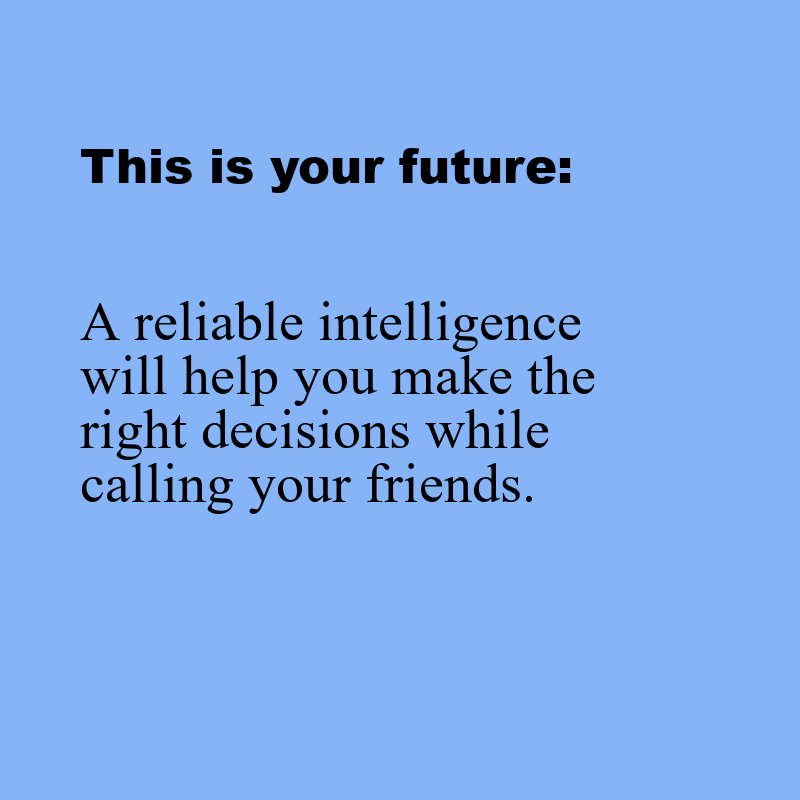 This is your future:
A reliable intelligence
will help you make the
right decisions while
calling your friends.